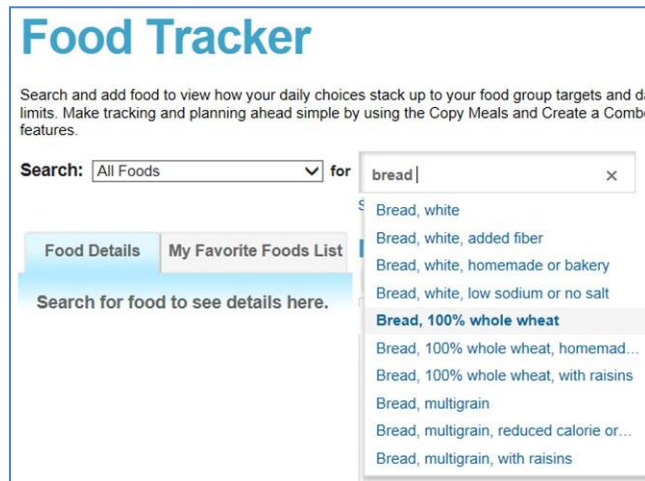 Food Tracker
Search and add food to view how your daily choices stack up to your food group targets and
limits. Make tracking and planning ahead simple by using the Copy Meals and Create a
features.
Search: All Foods for bread
Bread, white
Bread, white, added fiber
Bread, white, homemade or bakery
Bread, white, low sodium or no salt
Bread, 100% whole wheat
Bread, 100% whole wheat, homemad...
Bread, 100% whole wheat, with raisins
Bread, multigrain
Bread, multigrain, reduced calorie or...
Bread, multigrain, with raisins
Food Details My Favorite Foods List
Search for food to see details here.